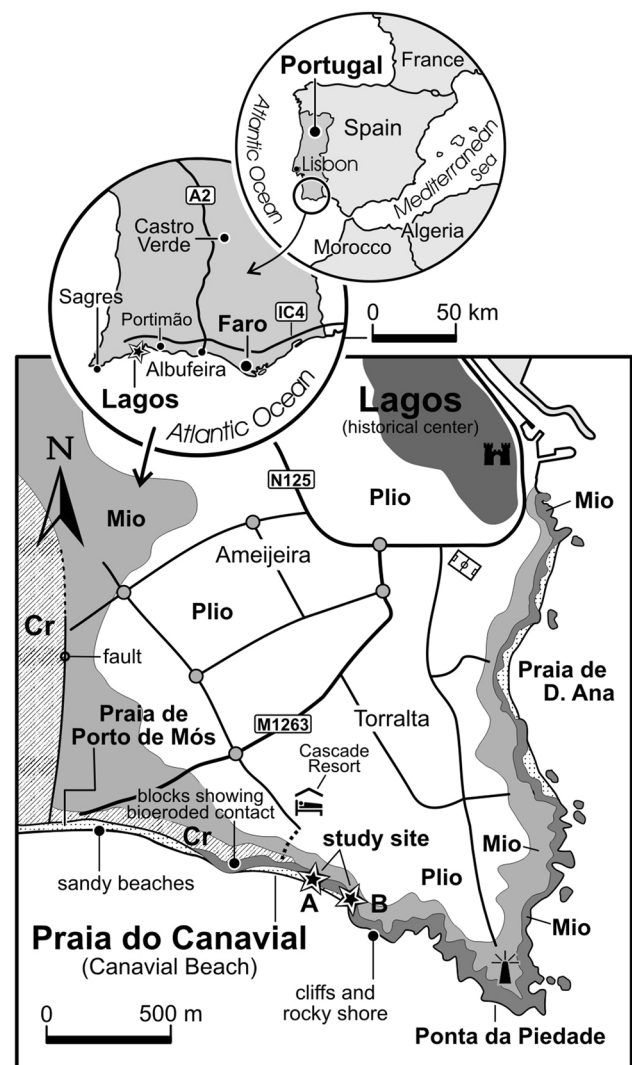 France
Portugal
Atlantic Ocean
Spain
Lisbon
Mediterranean
Sea
Morocco
Algeria
A2
Castro
Verde
Sagres
Portimão
Faro
IC4
Albufeira
Lagos
Atlantic Ocean
0 50 km
Lagos
(historical center)
N
N125
Plio
Mio
Mio
Ameijeira
Plio
Cr
fault
Praia de
D. Ana
Praia de
Porto de Mós
M1263
Torralta
Cascade
Resort
blocks showing
bioeroded contact
Cr
study site
Mio
sandy beaches
A
B
Plio
Mio
Praia do Canavial
(Canavial Beach)
cliffs and
rocky shore
0 500 m
Ponta da Piedade